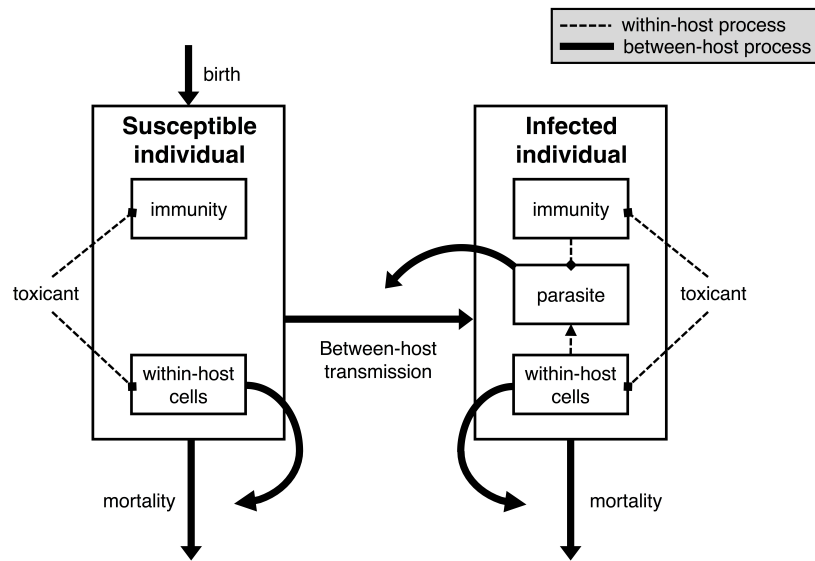 within-host process
between-host process
birth
Susceptible
individual
immunity
toxicant
within-host
cells
mortality
Between-host
transmission
Infected
individual
immunity
parasite
toxicant
within-host
cells
mortality